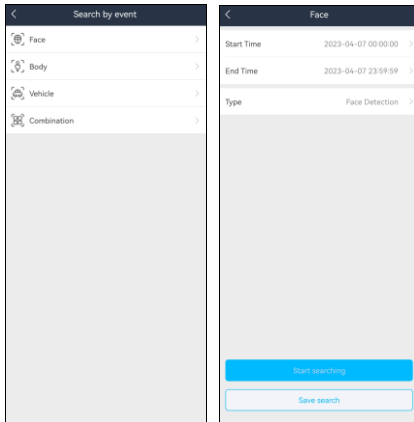 Search by event
Face
Body
Vehicle
Combination
Face
Start Time 2023-04-07 00:00:00
End Time 2023-04-07 23:59:59
Type Face Detection
Start searching
Save search